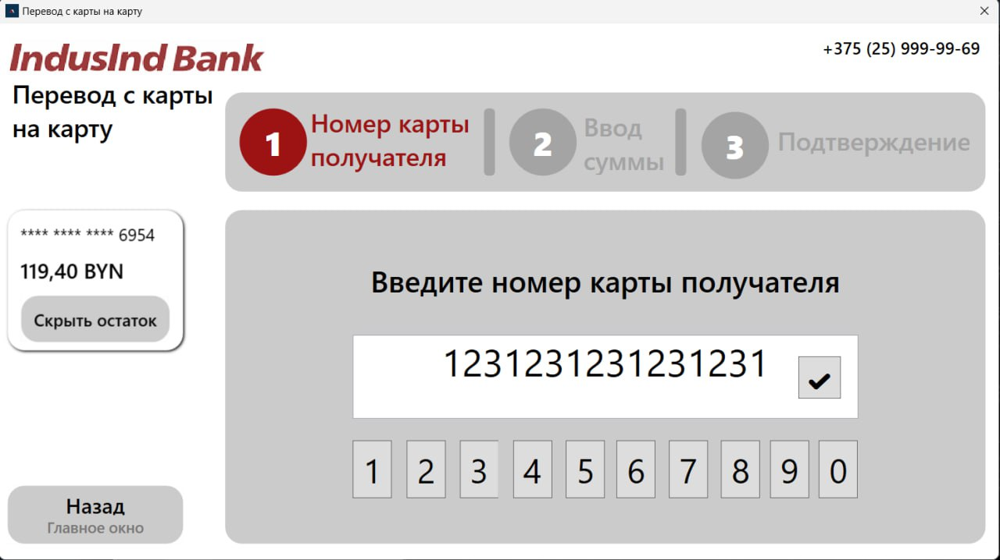 Перевод с карты на карту
IndusInd Bank
+375 (25) 999-99-69
Перевод с карты
на карту
1
Номер карты
получателя
2
Ввод
суммы
3
Подтверждение
**** **** **** 6954
119,40 BYN
Скрыть остаток
Введите номер карты получателя
1231231231231231
1 2 3 4 5 6 7 8 9 0
Назад
Главное окно